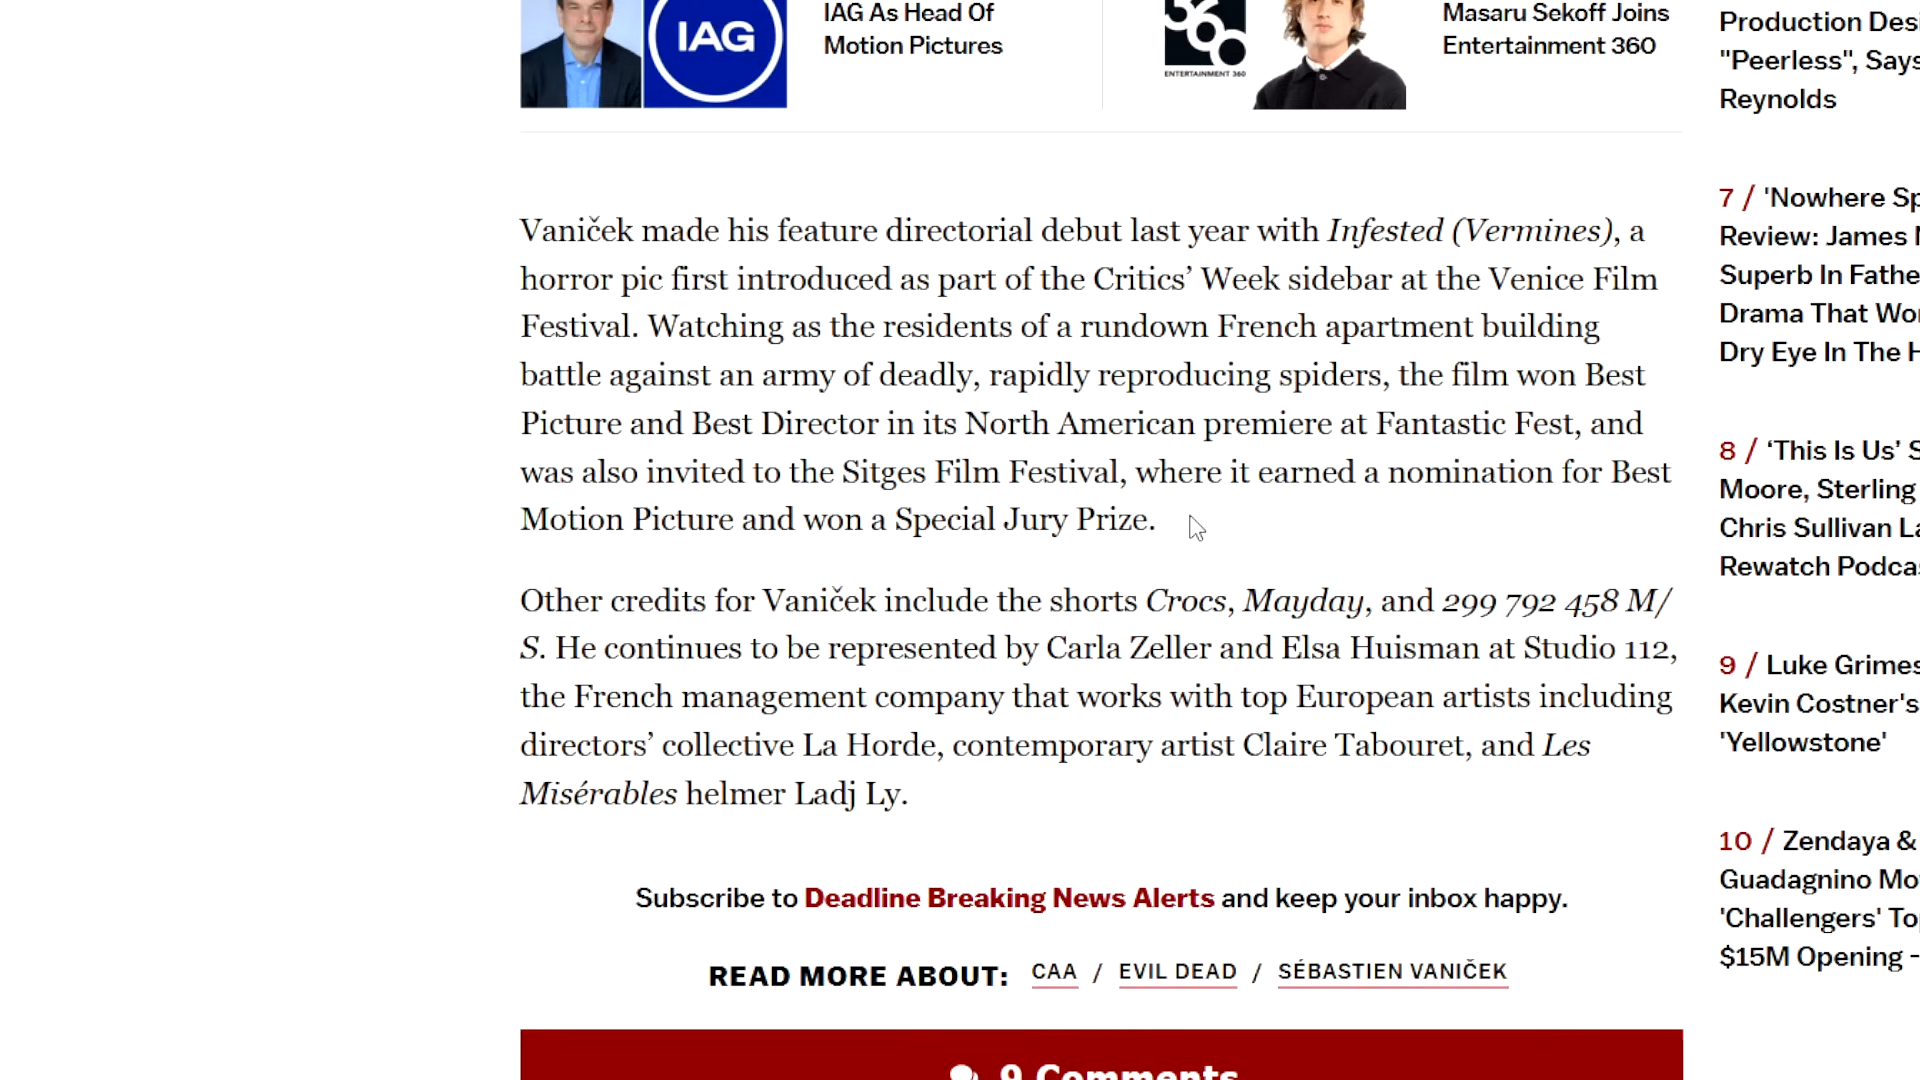 IAG As Head Of
Motion Pictures
IAG
360
ENTERTAINMENT 360
Masaru Sekoff Joins
Entertainment 360
Vaniček made his feature directorial debut last year with Infested (Vermines), a
horror pic first introduced as part of the Critics’ Week sidebar at the Venice Film
Festival. Watching as the residents of a rundown French apartment building
battle against an army of deadly, rapidly reproducing spiders, the film won Best
Picture and Best Director in its North American premiere at Fantastic Fest, and
was also invited to the Sitges Film Festival, where it earned a nomination for Best
Motion Picture and won a Special Jury Prize.
Other credits for Vaniček include the shorts Crocs, Mayday, and 299 792 458 M/
S. He continues to be represented by Carla Zeller and Elsa Huisman at Studio 112,
the French management company that works with top European artists including
directors’ collective La Horde, contemporary artist Claire Tabouret, and Les
Misérables helmer Ladj Ly.
Subscribe to Deadline Breaking News Alerts and keep your inbox happy.
READ MORE ABOUT: CAA / EVIL DEAD / SÉBASTIEN VANIČEK
9 Comments
Production
"Peerless", Says
Reynolds
7 / 'Nowhere
Review: James
Superb In
Drama That
Dry Eye In The
8 / ‘This Is Us’
Moore, Sterling
Chris Sullivan
Rewatch
9 / Luke Grimes
Kevin Costner's
'Yellowstone'
10 / Zendaya &
Guadagnino
'Challengers'
$15M Opening –